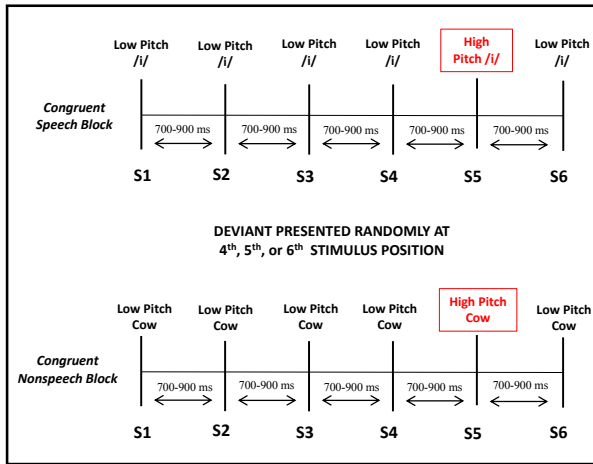 Low Pitch /i/ Low Pitch /i/ Low Pitch /i/ Low Pitch /i/ High Pitch /i/ Low Pitch /i/
Congruent
Speech Block
700-900 ms 700-900 ms 700-900 ms 700-900 ms 700-900 ms
S1 S2 S3 S4 S5 S6
DEVIANT PRESENTED RANDOMLY AT
4th, 5th, or 6th STIMULUS POSITION
Low Pitch Cow Low Pitch Cow Low Pitch Cow Low Pitch Cow High Pitch Cow Low Pitch Cow
Congruent
Nonspeech Block
700-900 ms 700-900 ms 700-900 ms 700-900 ms 700-900 ms
S1 S2 S3 S4 S5 S6